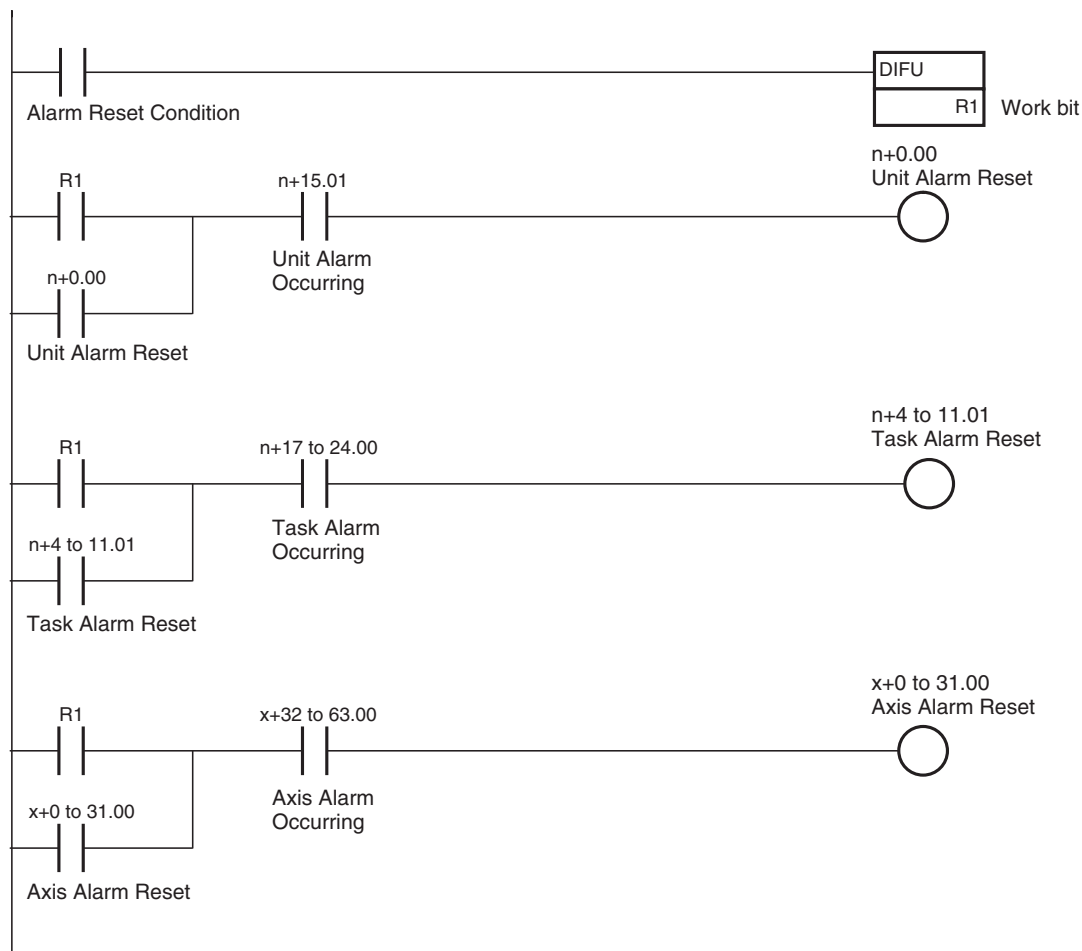 DIFU
R1 Work bit
Alarm Reset Condition
n+0.00
Unit Alarm Reset
R1
n+15.01
Unit Alarm
Occurring
n+0.00
Unit Alarm Reset
n+4 to 11.01
Task Alarm Reset
R1
n+17 to 24.00
Task Alarm
Occurring
n+4 to 11.01
Task Alarm Reset
x+0 to 31.00
Axis Alarm Reset
R1
x+32 to 63.00
Axis Alarm
Occurring
x+0 to 31.00
Axis Alarm Reset